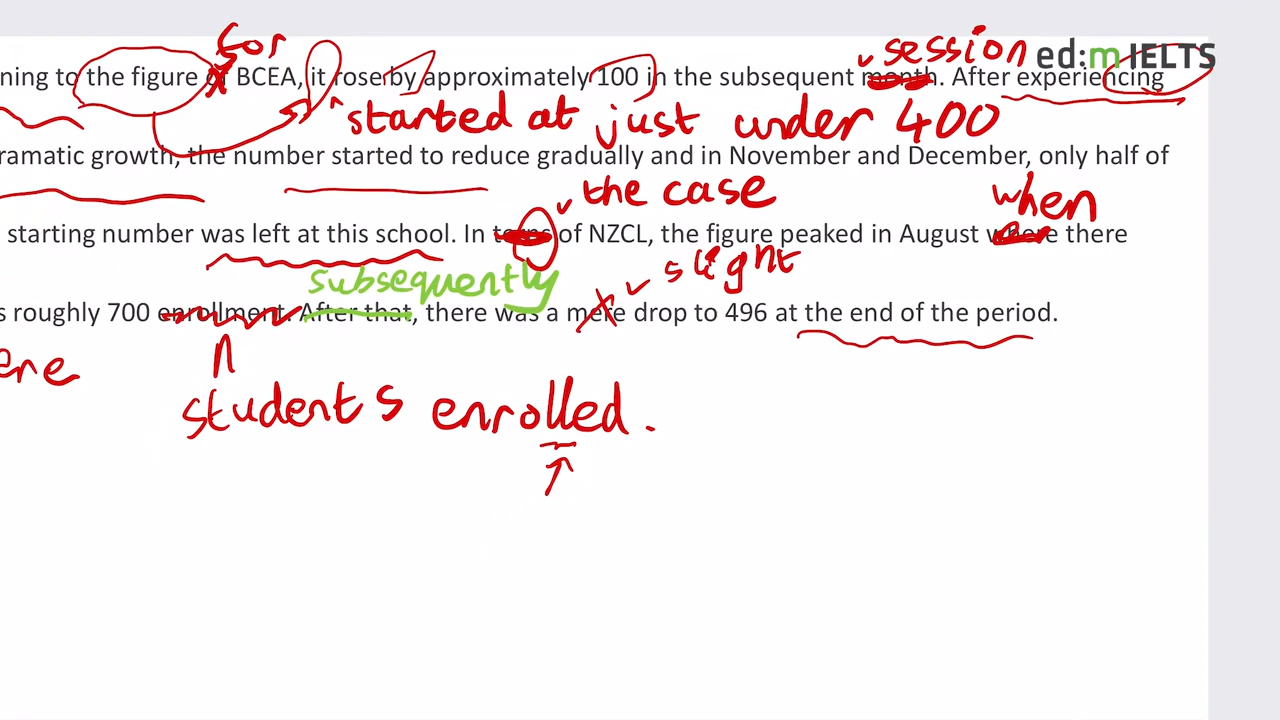 for
session
ed:m IELTS
ning to the figure of BCEA, it rose by approximately 100 in the subsequent month. After experiencing
started at just under 400
ramatic growth, the number started to reduce gradually and in November and December, only half of
the case
when
starting number was left at this school. In terms of NZCL, the figure peaked in August where there
subsequently
slight
s roughly 700 enrollment. After that, there was a mere drop to 496 at the end of the period.
ere
n
students enrolled.